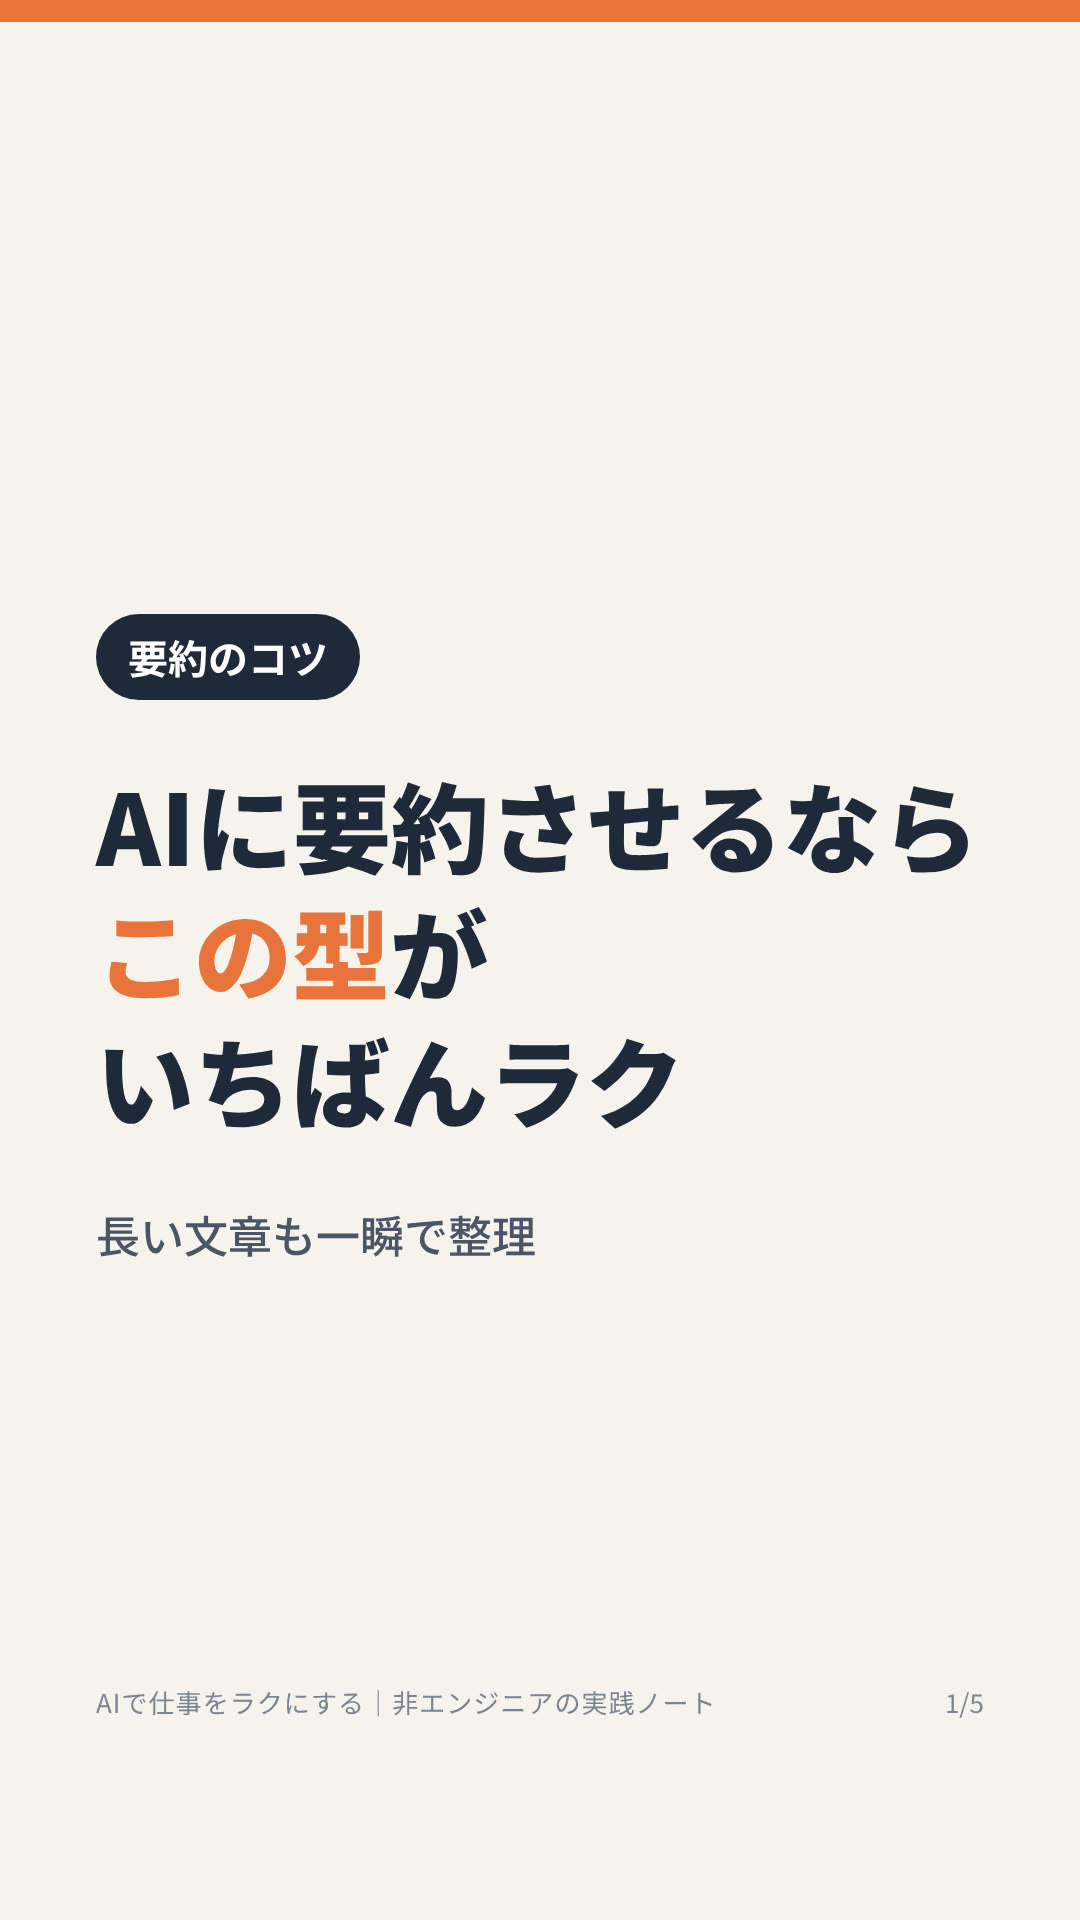 要約のコツ
AIに要約させるなら
この型が
いちばんラク
長い文章も一瞬で整理
AIで仕事をラクにする｜非エンジニアの実践ノート
1/5